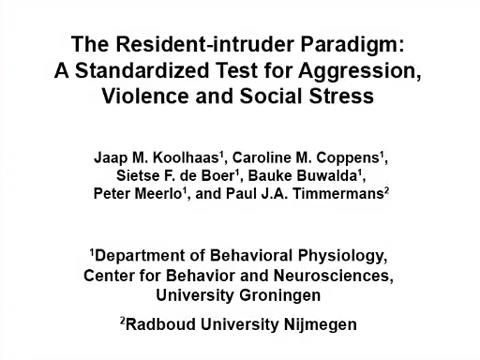 The Resident-intruder Paradigm:
A Standardized Test for Aggression,
Violence and Social Stress
Jaap M. Koolhaas¹, Caroline M. Coppens¹,
Sietse F. de Boer¹, Bauke Buwalda¹,
Peter Meerlo¹, and Paul J.A. Timmermans²
¹Department of Behavioral Physiology,
Center for Behavior and Neurosciences,
University Groningen
²Radboud University Nijmegen